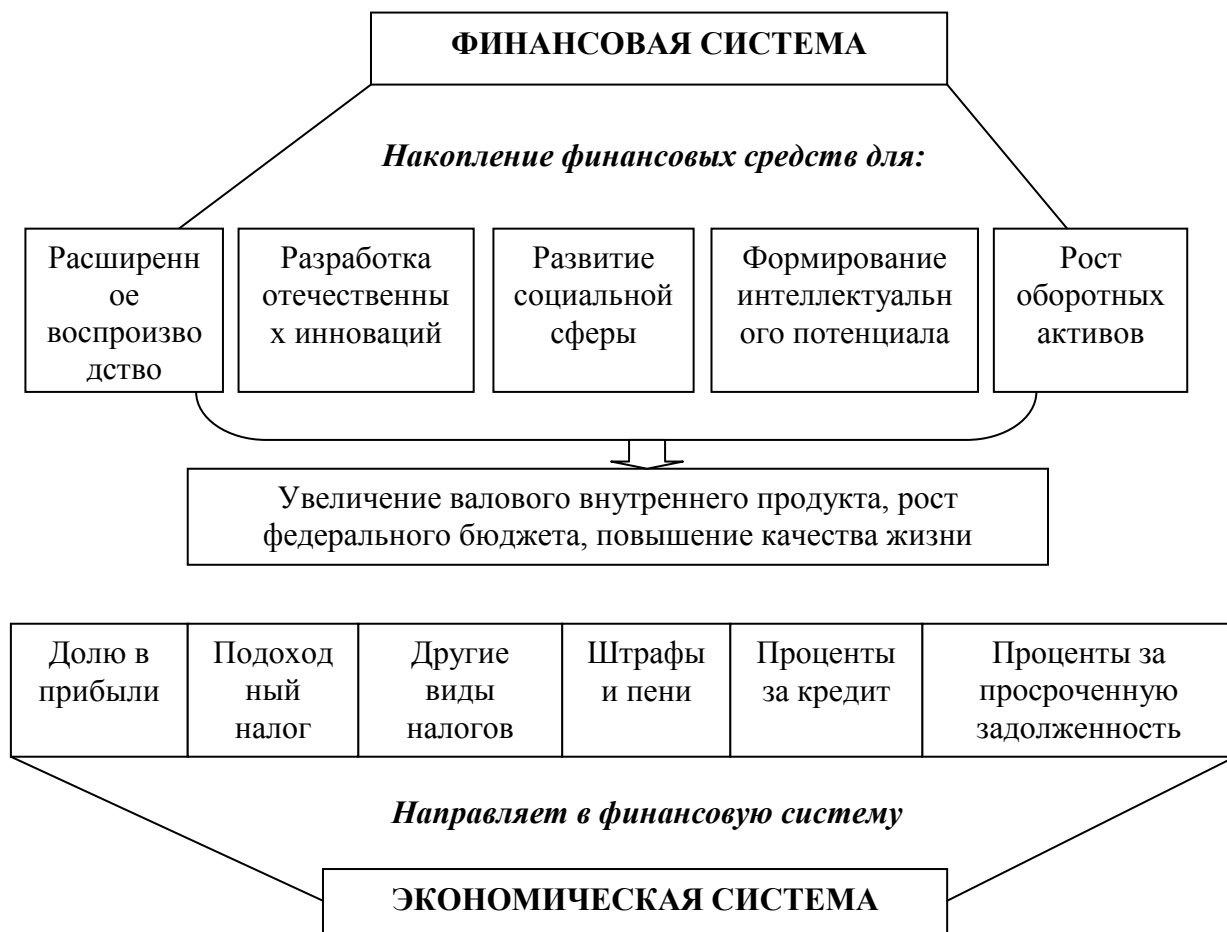 ФИНАНСОВАЯ СИСТЕМА
Накопление финансовых средств для:
Расширенн
ое
воспроизво
дство
Разработка
отечественны
х инноваций
Развитие
социальной
сферы
Формирование
интеллектуальн
ого потенциала
Рост
оборотных
активов
Увеличение валового внутреннего продукта, рост
федерального бюджета, повышение качества жизни
Долю в
прибыли
Подоход
ный
налог
Другие
виды
налогов
Штрафы
и пени
Проценты
за кредит
Проценты за
просроченную
задолженность
Направляет в финансовую систему
ЭКОНОМИЧЕСКАЯ СИСТЕМА